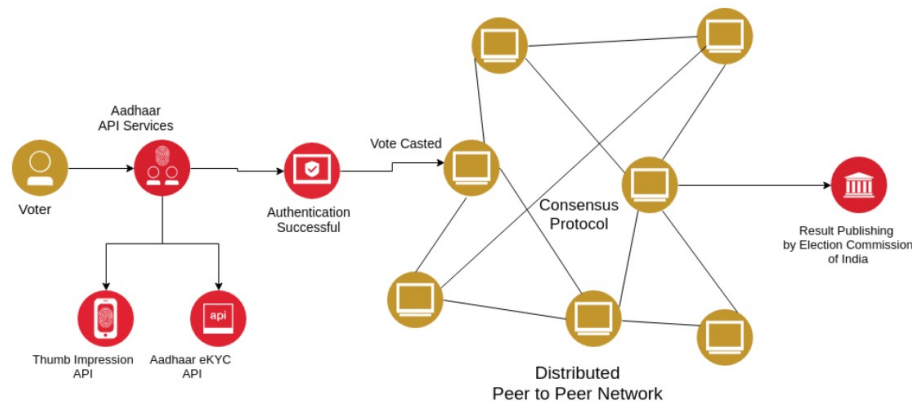 Aadhaar
API Services
Voter
Thumb Impression
API
Aadhaar eKYC
API
api
Authentication
Successful
Vote Casted
Consensus
Protocol
Distributed
Peer to Peer Network
Result Publishing
by Election Commission
of India